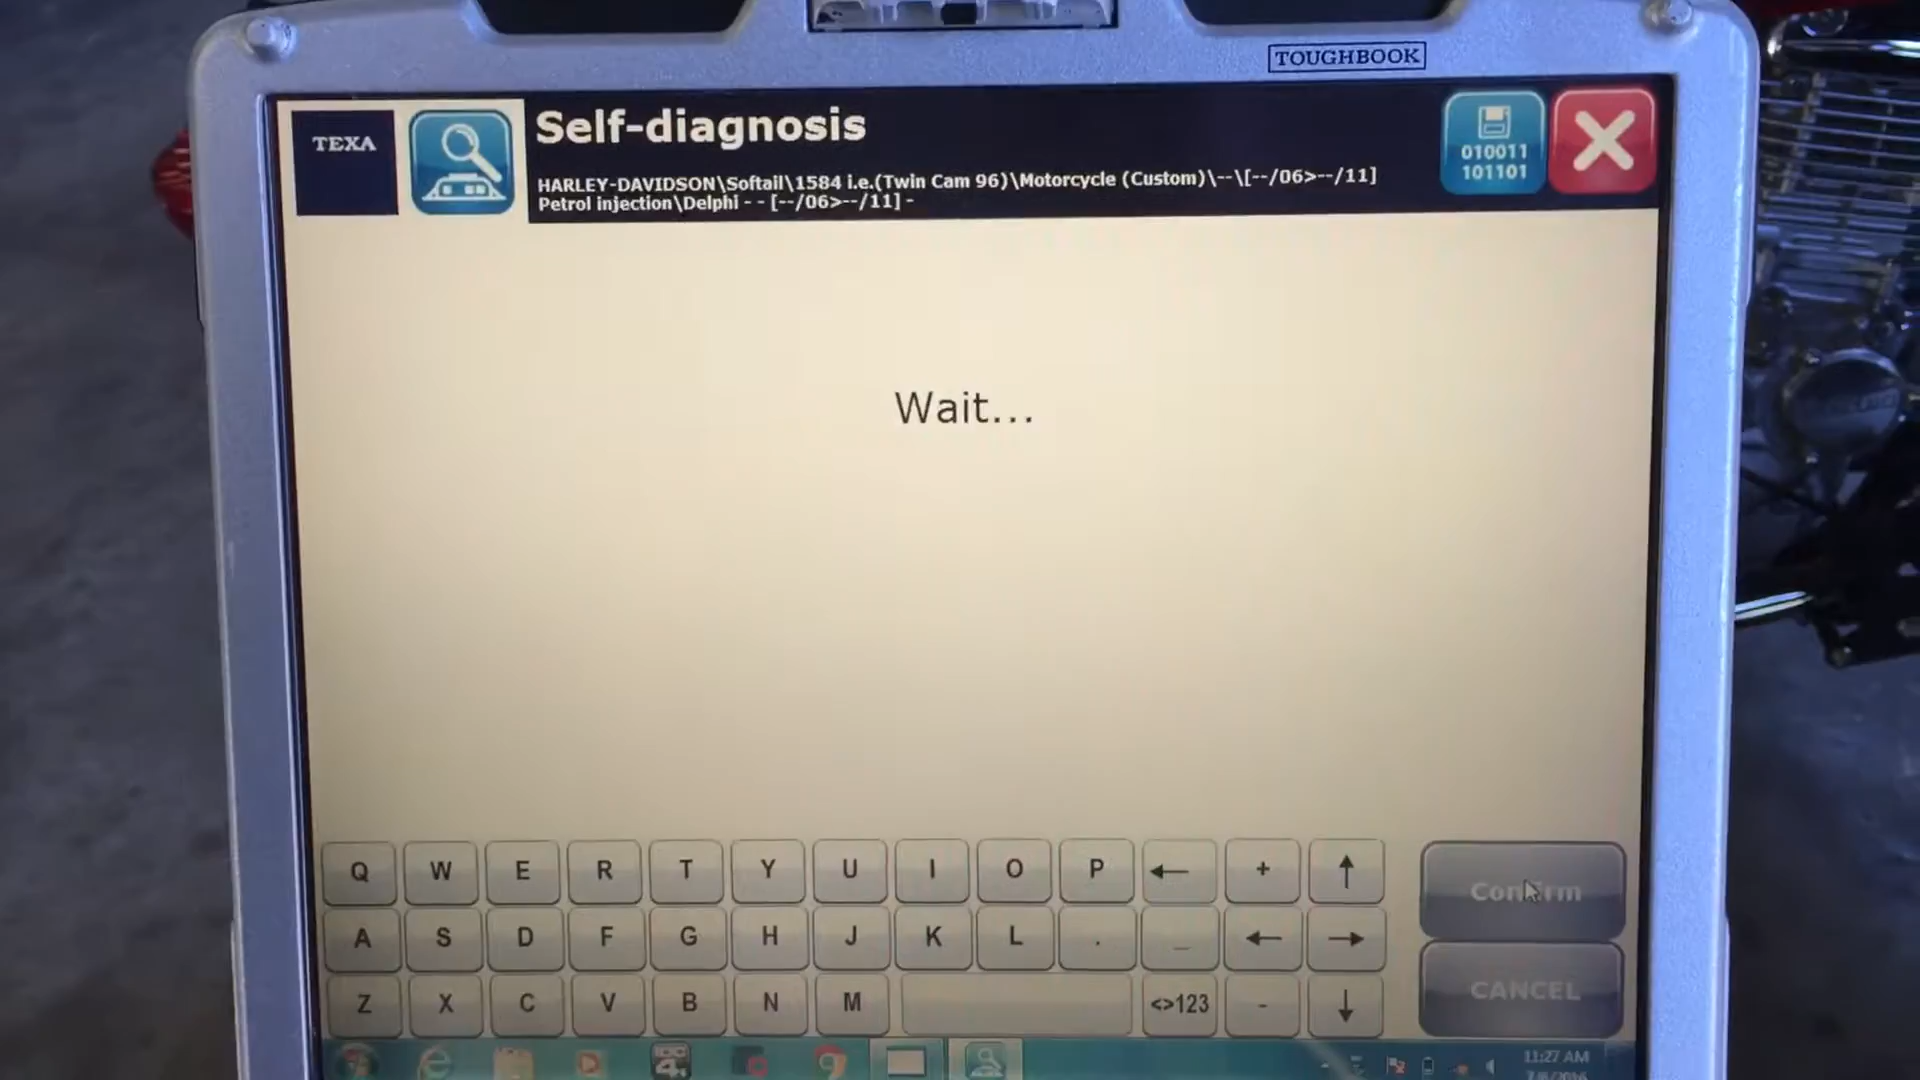 TOUGHBOOK
TEXA
Self-diagnosis
010011
101101
HARLEY-DAVIDSON\Softail\1584 i.e.(Twin Cam 96)\Motorcycle (Custom)\--\[--/06>--/11]
Petrol injection\Delphi - - [--/06>--/11] -
Wait...
Q W E R T Y U I O P ← + ↑
Confirm
A S D F G H J K L . _ ← →
CANCEL
Z X C V B N M <>123 - ↓
11:27 AM